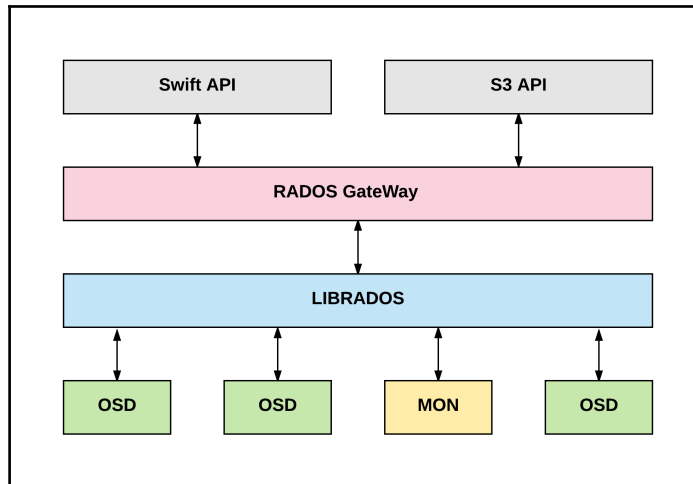 Swift API
S3 API
RADOS GateWay
LIBRADOS
OSD
OSD
MON
OSD